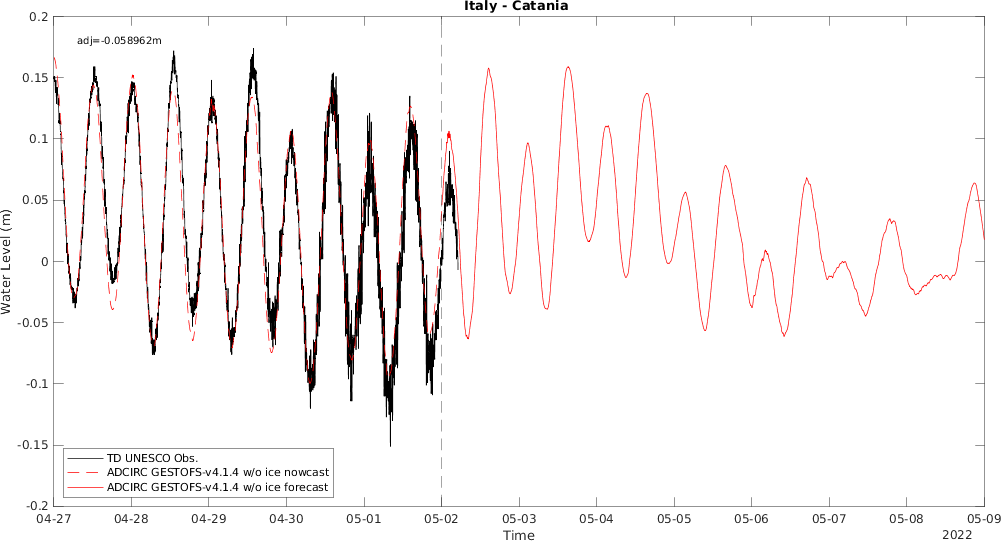 Italy - Catania
adj=-0.058962m
Water Level (m)
0.2
0.15
0.1
0.05
0
-0.05
-0.1
-0.15
-0.2
TD UNESCO Obs.
ADCIRC GESTOFS-v4.1.4 w/o ice nowcast
ADCIRC GESTOFS-v4.1.4 w/o ice forecast
04-27 04-28 04-29 04-30 05-01 05-02 05-03 05-04 05-05 05-06 05-07 05-08 05-09
Time
2022